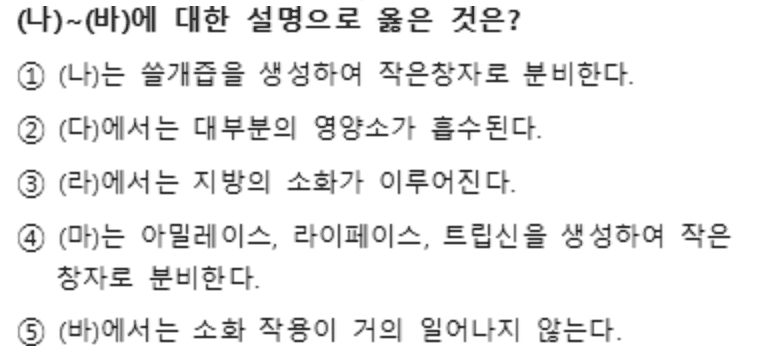 (나)~(바)에 대한 설명으로 옳은 것은?
① (나)는 쓸개즙을 생성하여 작은창자로 분비한다.
② (다)에서는 대부분의 영양소가 흡수된다.
③ (라)에서는 지방의 소화가 이루어진다.
④ (마)는 아밀레이스, 라이페이스, 트립신을 생성하여 작은
창자로 분비한다.
⑤ (바)에서는 소화 작용이 거의 일어나지 않는다.